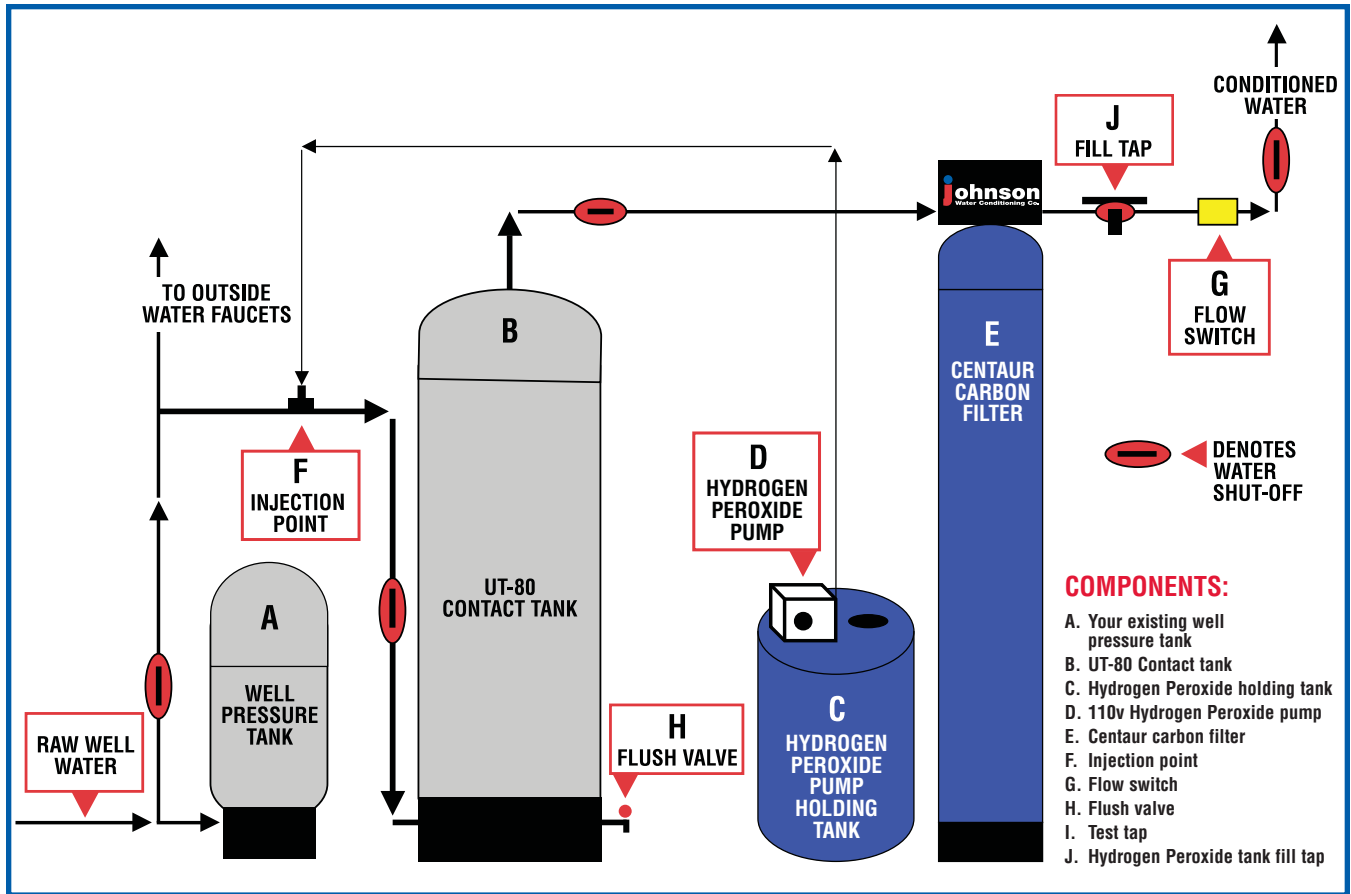 CONDITIONED
WATER
J
FILL TAP
johnson
Water Conditioning Co.
TO OUTSIDE
WATER FAUCETS
B
G
FLOW
SWITCH
E
CENTAUR
CARBON
FILTER
F
INJECTION
POINT
D
HYDROGEN
PEROXIDE
PUMP
DENOTES
WATER
SHUT-OFF
UT-80
CONTACT TANK
A
WELL
PRESSURE
TANK
RAW WELL
WATER
H
FLUSH VALVE
C
HYDROGEN
PEROXIDE
PUMP
HOLDING
TANK
COMPONENTS:
A. Your existing well
pressure tank
B. UT-80 Contact tank
C. Hydrogen Peroxide holding tank
D. 110v Hydrogen Peroxide pump
E. Centaur carbon filter
F. Injection point
G. Flow switch
H. Flush valve
I. Test tap
J. Hydrogen Peroxide tank fill tap